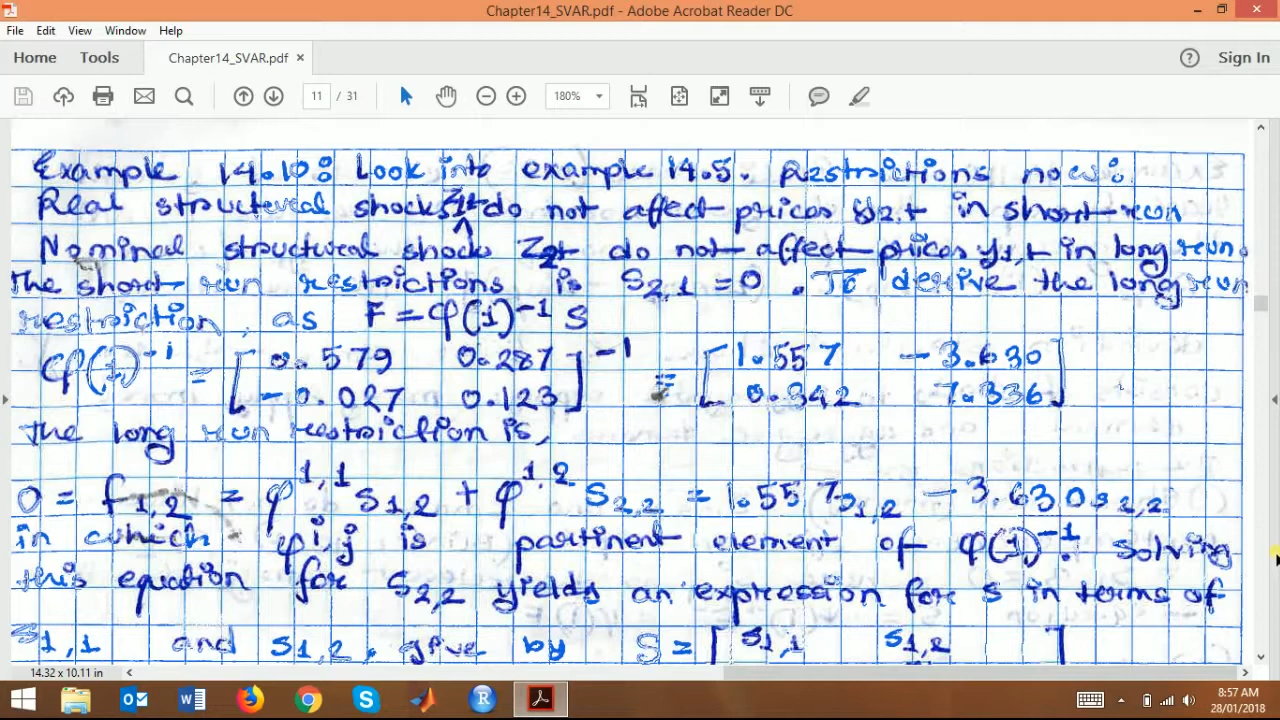 Chapter14_SVAR.pdf - Adobe Acrobat Reader DC
File Edit View Window Help
Home Tools Chapter14_SVAR.pdf × Sign In
11 / 31 180%
Example 14.10: Look into example 14.5. Restrictions now:
Real structural shocks Z1t do not affect prices y2,t in short-run
Nominal structural shocks Z2t do not affect prices y1,t in long run.
The short run restrictions is S2,1 = 0 . To derive the long run
restriction, as F = φ(1)⁻¹ S
φ(1)⁻¹ = [ 0.579 0.287 ]⁻¹ = [ 1.557 - 3.630 ]
- 0.027 0.123 0.342 7.336
The long run restriction is,
0 = f1,2 = φ^1,1 S1,2 + φ^1,2 S2,2 = 1.557 S1,2 - 3.630 S2,2
in which φ^i,j is partinent element of φ(1)⁻¹. Solving
this equation for S2,2 yields an expression for S in terms of
S1,1 and S1,2, give by S = [ S1,1 S1,2 ]
14.32 x 10.11 in
8:57 AM
28/01/2018